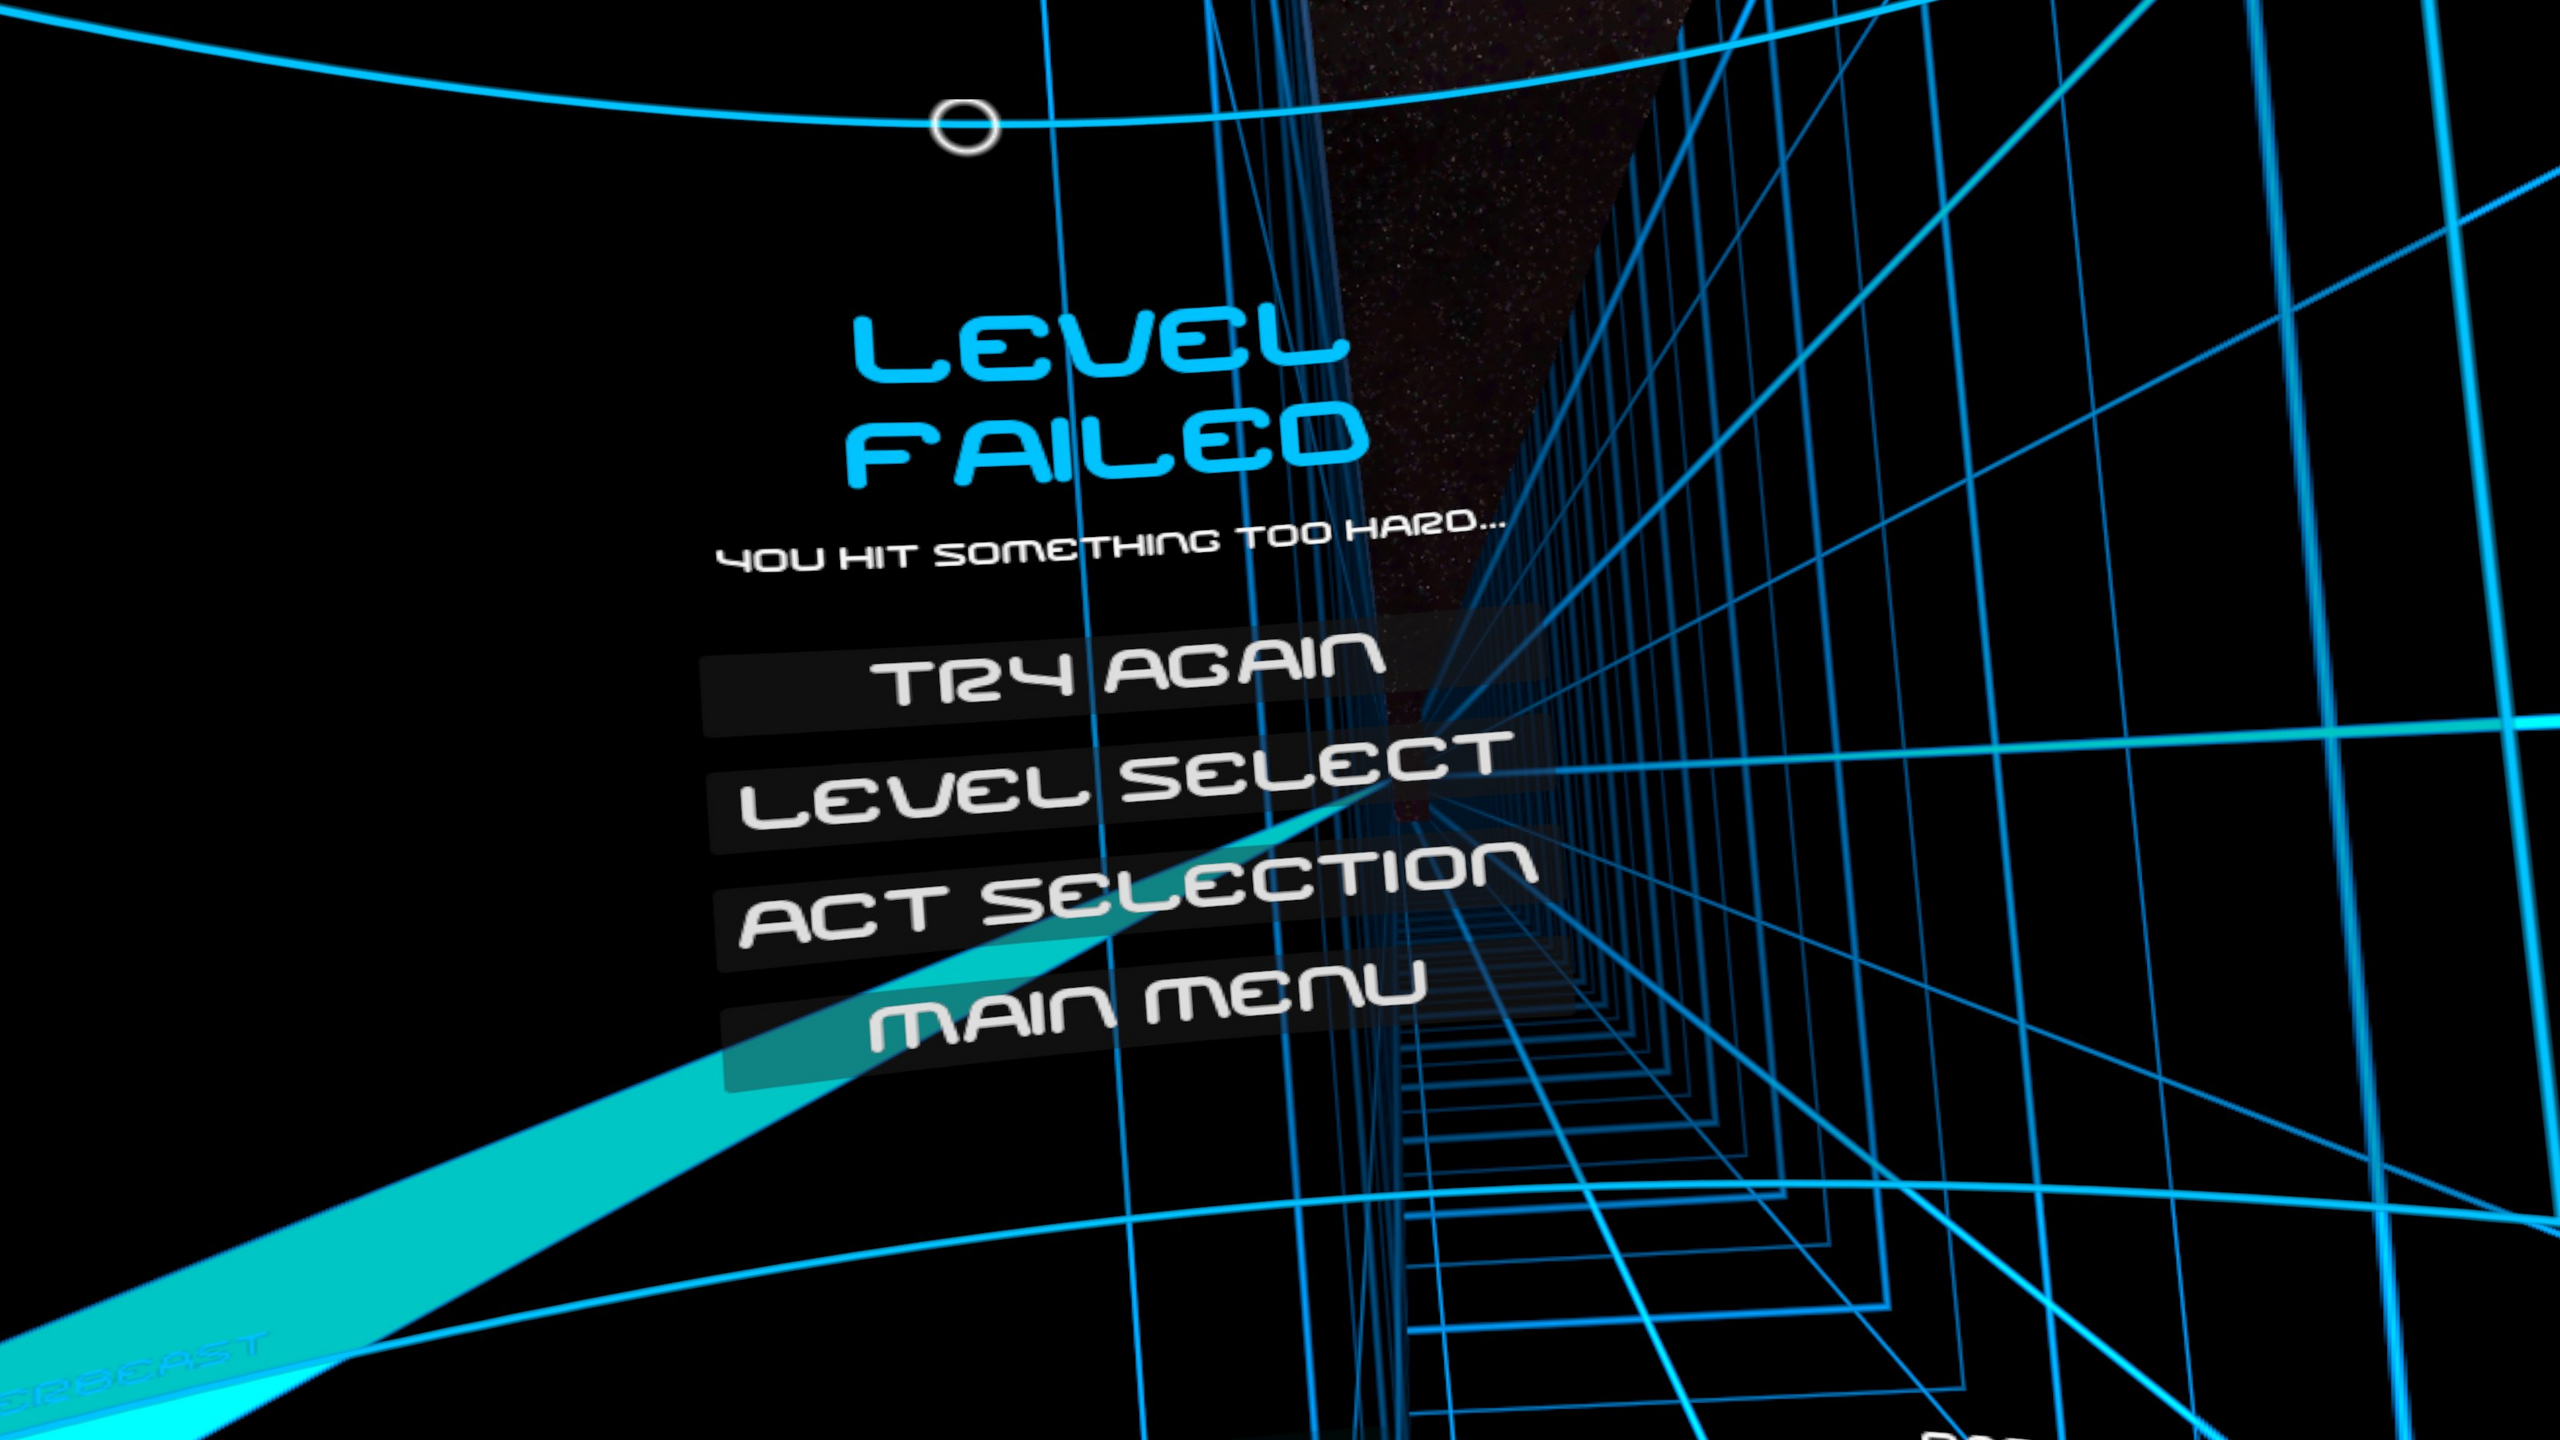 LEVEL
FAILED
YOU HIT SOMETHING TOO HARD...
TRY AGAIN
LEVEL SELECT
ACT SELECTION
MAIN MENU